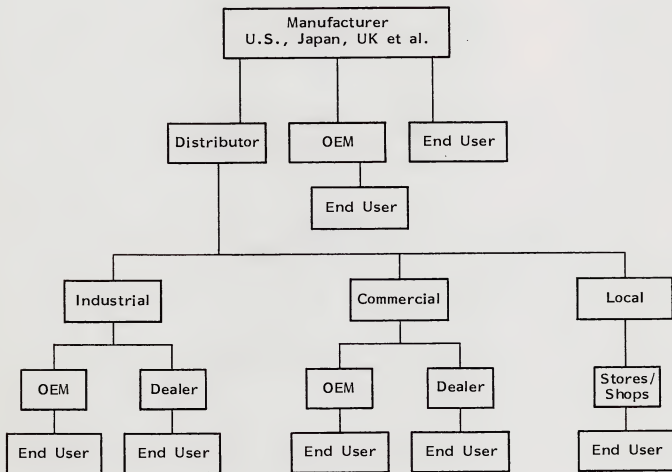 Manufacturer
U.S., Japan, UK et al.
Distributor
OEM
End User
End User
Industrial
Commercial
Local
OEM
Dealer
OEM
Dealer
Stores/
Shops
End User
End User
End User
End User
End User